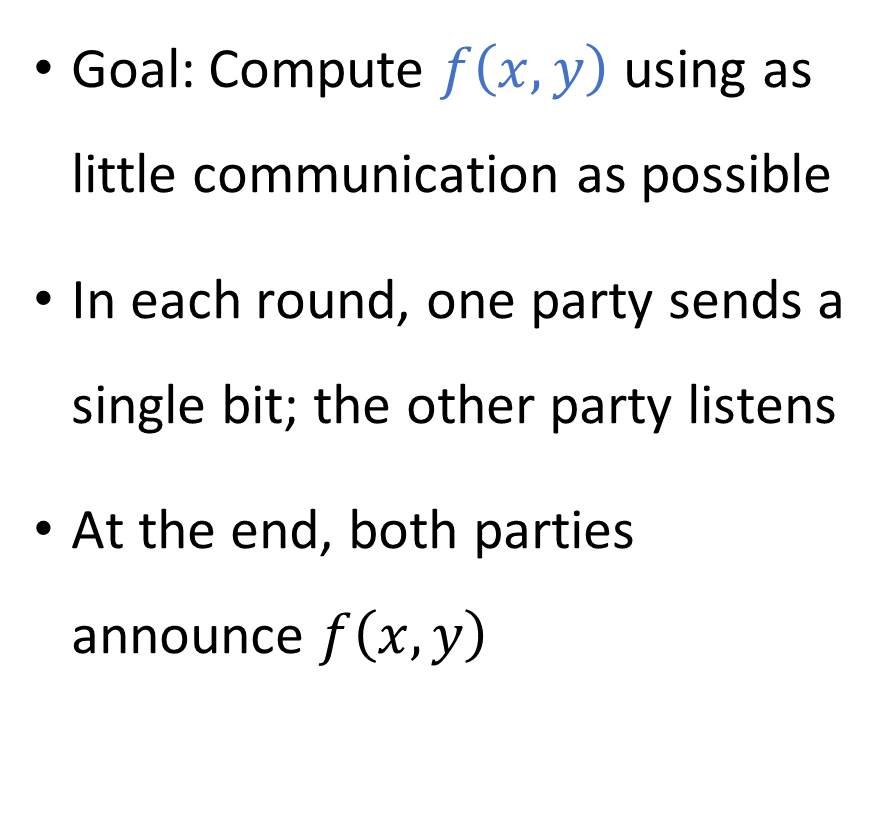 • Goal: Compute f(x, y) using as
little communication as possible
• In each round, one party sends a
single bit; the other party listens
• At the end, both parties
announce f(x, y)